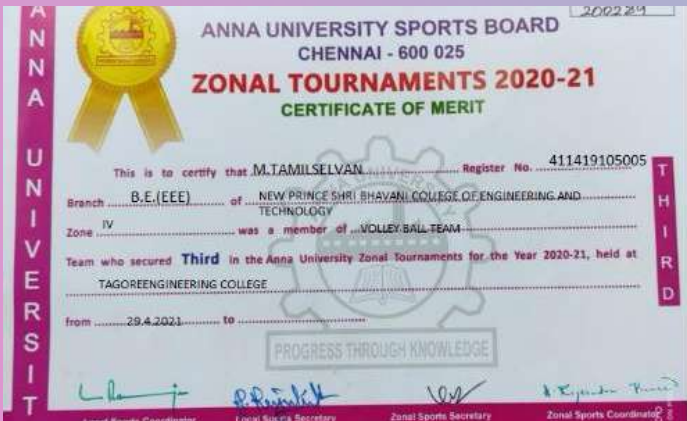 200289
ANNA UNIVERSITY SPORTS BOARD
CHENNAI - 600 025
ZONAL TOURNAMENTS 2020-21
CERTIFICATE OF MERIT
ANNA UNIVERSIT
This is to certify that M.TAMILSELVAN Register No. 411419105005
Branch B.E.(EEE) of NEW PRINCE SHRI BHAVANI COLLEGE OF ENGINEERING AND
TECHNOLOGY
Zone IV was a member of VOLLEY BALL TEAM
Team who secured Third in the Anna University Zonal Tournaments for the Year 2020-21, held at
TAGOREENGINEERING COLLEGE
from 29.4.2021 to
THIRD
PROGRESS THROUGH KNOWLEDGE
Sports Coordinator Local Sports Secretary Zonal Sports Secretary Zonal Sports Coordinator